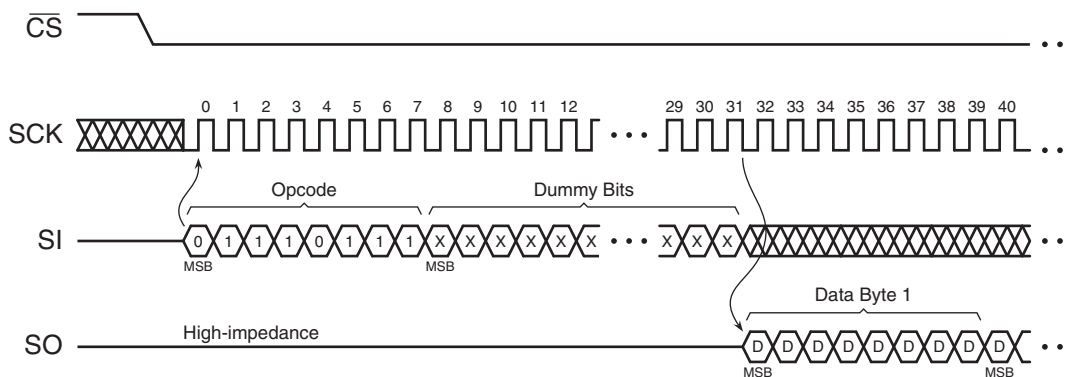 CS
0 1 2 3 4 5 6 7 8 9 10 11 12 29 30 31 32 33 34 35 36 37 38 39 40
SCK
Opcode Dummy Bits
SI 0 1 1 1 0 1 1 1 X X X X X X X X X
MSB MSB
Data Byte 1
High-impedance
SO D D D D D D D D D
MSB MSB